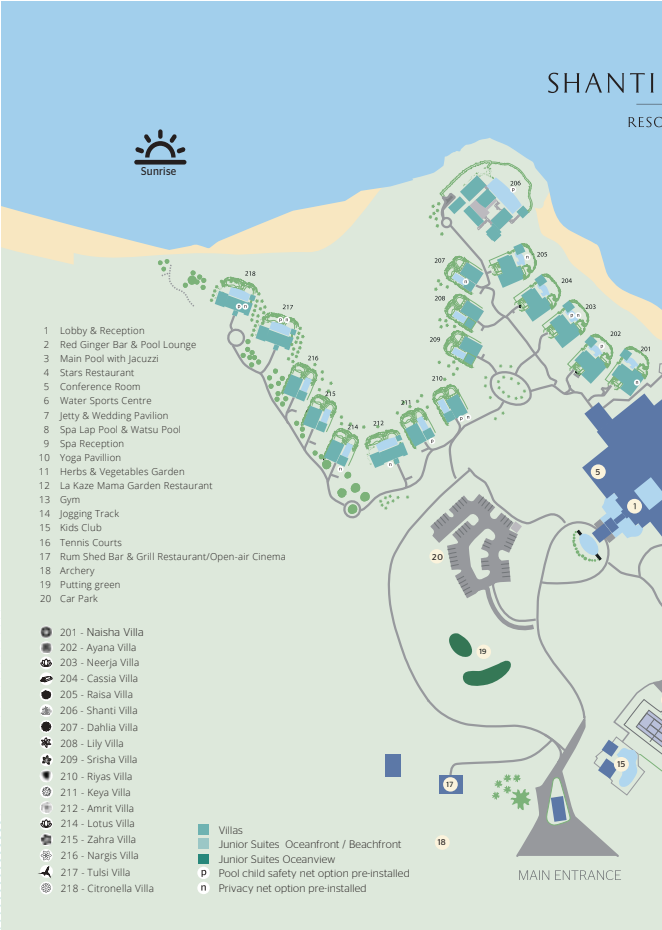 SHANTI
RESO
Sunrise
206
p
205
n
207
n
204
208
203
p n
218
p n
217
p n
209
202
p
201
n
216
210
p n
215
211
p
214
n
212
n
1 Lobby & Reception
2 Red Ginger Bar & Pool Lounge
3 Main Pool with Jacuzzi
4 Stars Restaurant
5 Conference Room
6 Water Sports Centre
7 Jetty & Wedding Pavilion
8 Spa Lap Pool & Watsu Pool
9 Spa Reception
10 Yoga Pavillion
11 Herbs & Vegetables Garden
12 La Kaze Mama Garden Restaurant
13 Gym
14 Jogging Track
15 Kids Club
16 Tennis Courts
17 Rum Shed Bar & Grill Restaurant/Open-air Cinema
18 Archery
19 Putting green
20 Car Park
5
1
20
19
15
17
18
201 - Naisha Villa
202 - Ayana Villa
203 - Neerja Villa
204 - Cassia Villa
205 - Raisa Villa
206 - Shanti Villa
207 - Dahlia Villa
208 - Lily Villa
209 - Srisha Villa
210 - Riyas Villa
211 - Keya Villa
212 - Amrit Villa
214 - Lotus Villa
215 - Zahra Villa
216 - Nargis Villa
217 - Tulsi Villa
218 - Citronella Villa
Villas
Junior Suites Oceanfront / Beachfront
Junior Suites Oceanview
p Pool child safety net option pre-installed
n Privacy net option pre-installed
MAIN ENTRANCE